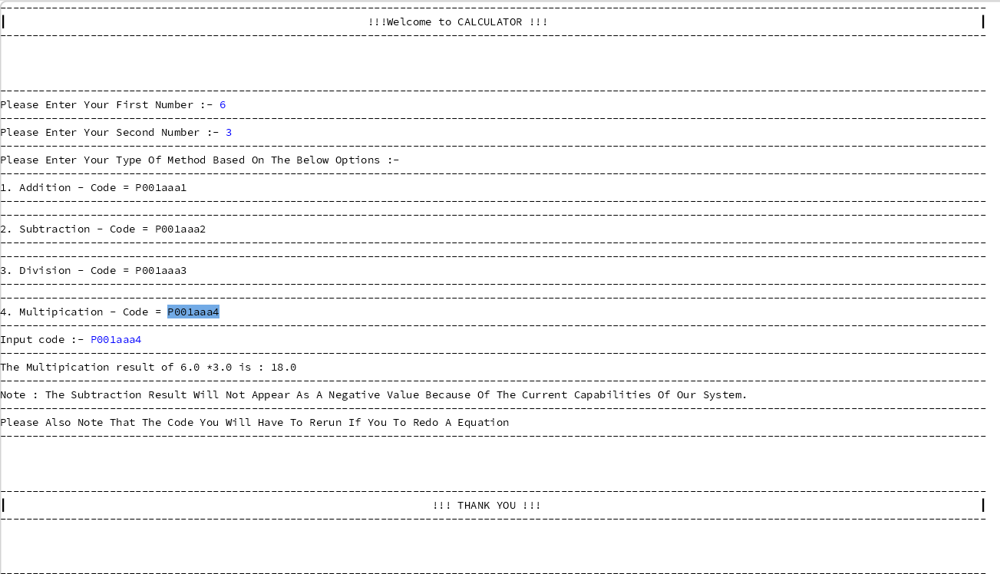 !!!Welcome to CALCULATOR !!!
Please Enter Your First Number :- 6
Please Enter Your Second Number :- 3
Please Enter Your Type Of Method Based On The Below Options :-
1. Addition - Code = P001aaa1
2. Subtraction - Code = P001aaa2
3. Division - Code = P001aaa3
4. Multipication - Code = P001aaa4
Input code :- P001aaa4
The Multipication result of 6.0 *3.0 is : 18.0
Note : The Subtraction Result Will Not Appear As A Negative Value Because Of The Current Capabilities Of Our System.
Please Also Note That The Code You Will Have To Rerun If You To Redo A Equation
!!! THANK YOU !!!